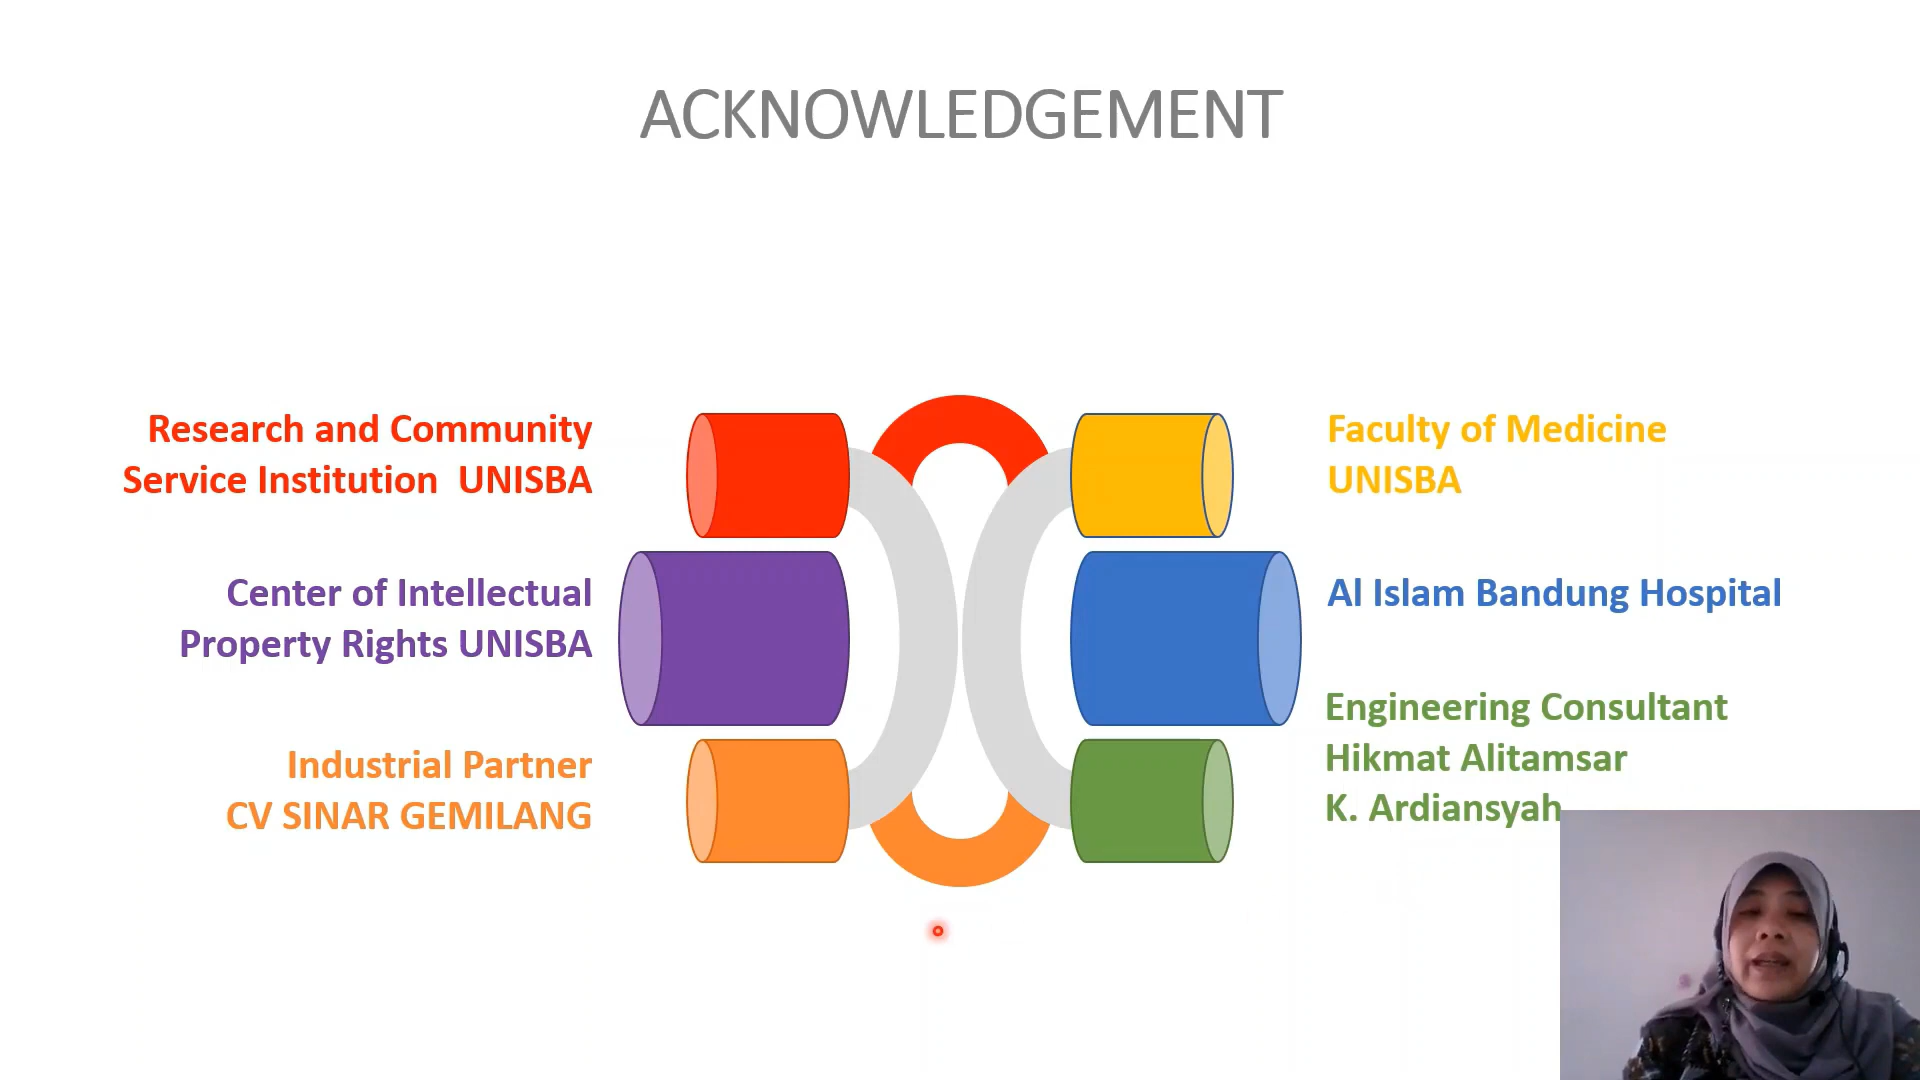 ACKNOWLEDGEMENT
Research and Community
Service Institution UNISBA
Center of Intellectual
Property Rights UNISBA
Industrial Partner
CV SINAR GEMILANG
Faculty of Medicine
UNISBA
Al Islam Bandung Hospital
Engineering Consultant
Hikmat Alitamsar
K. Ardiansyah